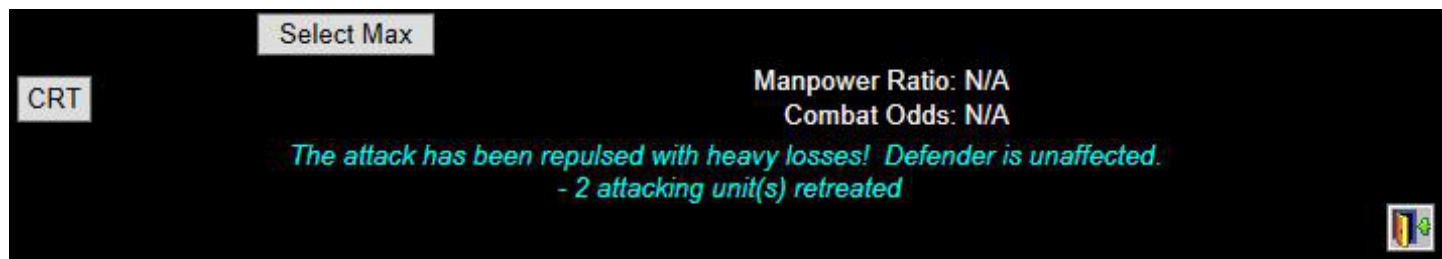 Select Max
CRT
Manpower Ratio: N/A
Combat Odds: N/A
The attack has been repulsed with heavy losses!  Defender is unaffected.
- 2 attacking unit(s) retreated